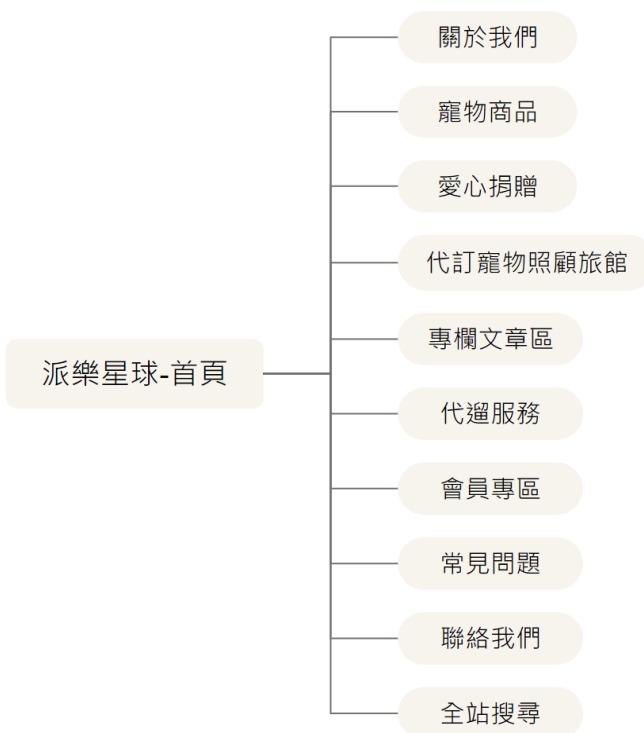 關於我們
寵物商品
愛心捐贈
代訂寵物照顧旅館
專欄文章區
派樂星球-首頁
代遛服務
會員專區
常見問題
聯絡我們
全站搜尋